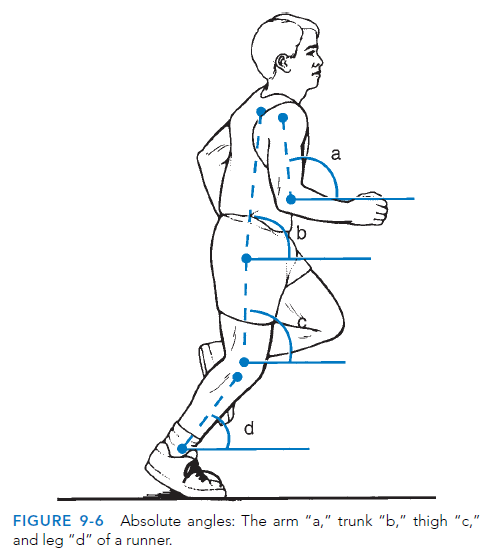 a
b
c
d
FIGURE 9-6 Absolute angles: The arm “a,” trunk “b,” thigh “c,”
and leg “d” of a runner.